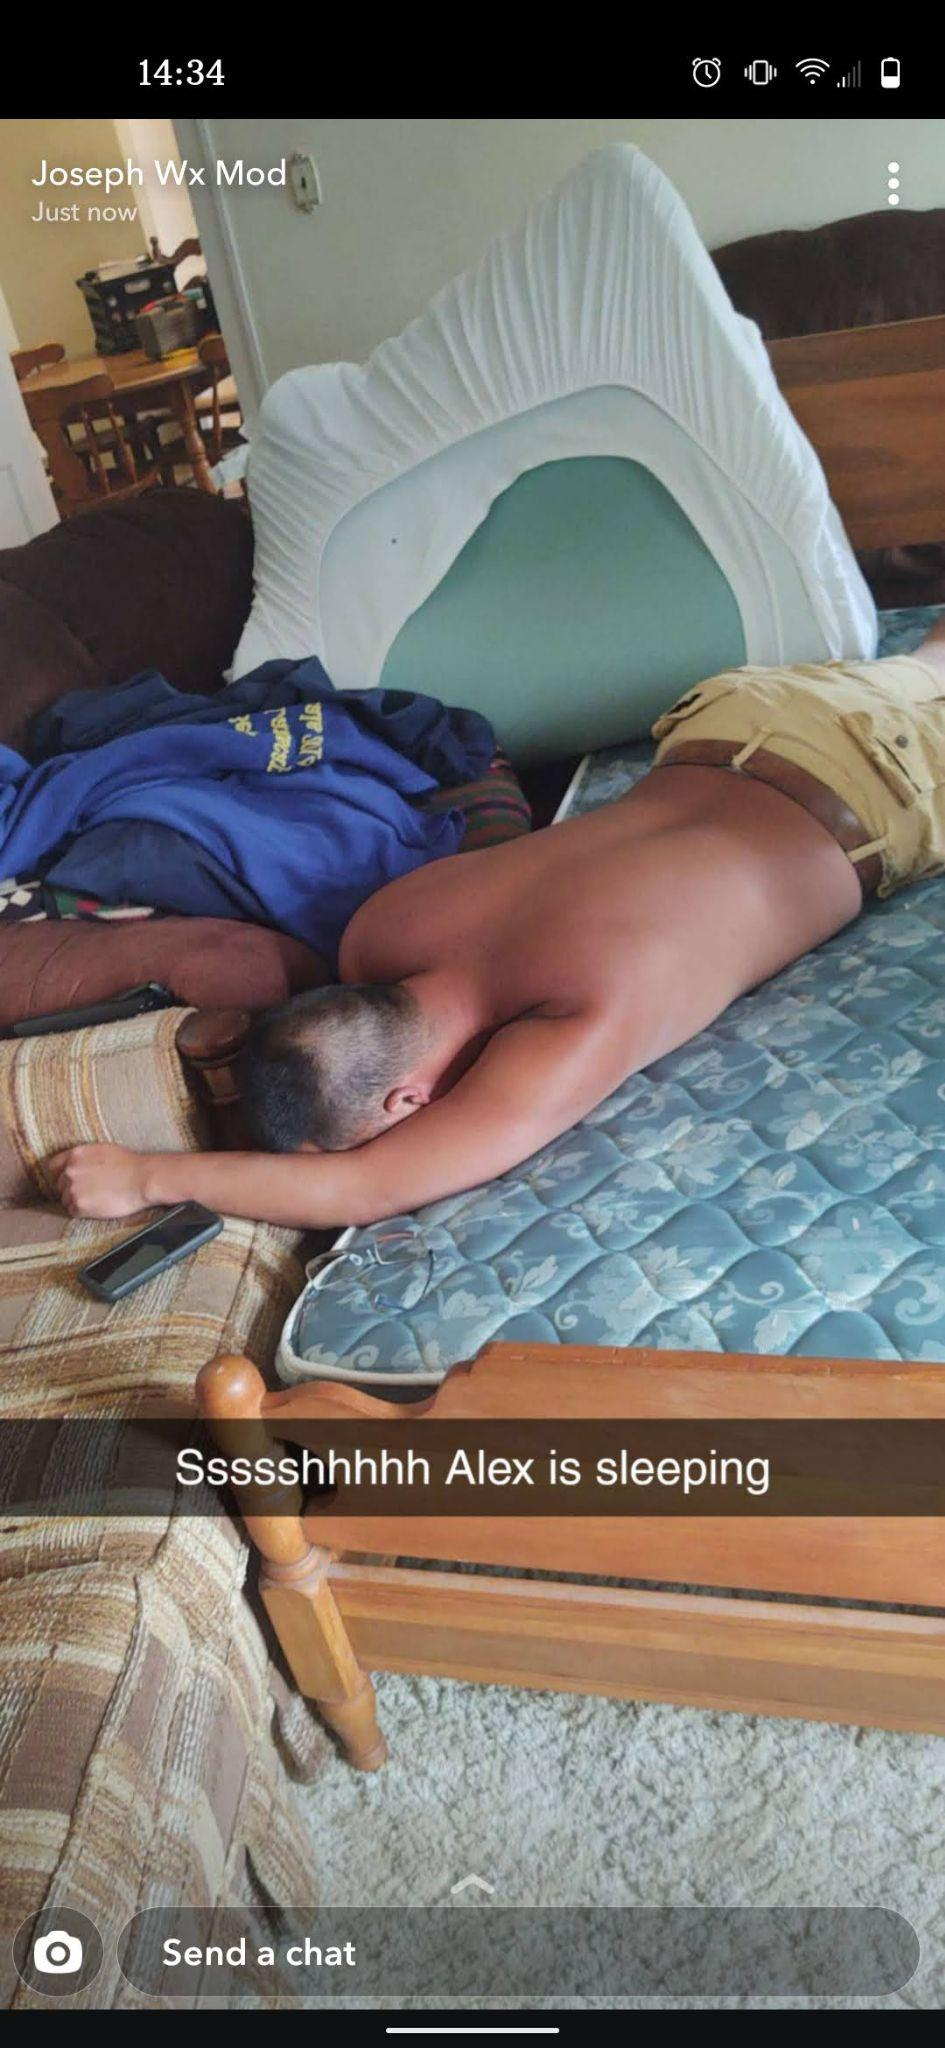 14:34
Joseph Wx Mod
Just now
Ssssshhhhh Alex is sleeping
Send a chat